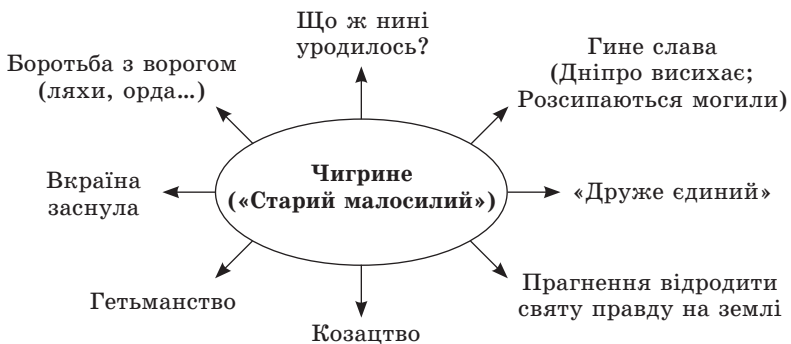 Що ж нині
уродилось?
Боротьба з ворогом
(ляхи, орда...)
Гине слава
(Дніпро висихає;
Розсипаються могили)
Вкраїна
заснула
Чигрине
(«Старий малосилий»)
«Друже єдиний»
Гетьманство
Козацтво
Прагнення відродити
святу правду на землі